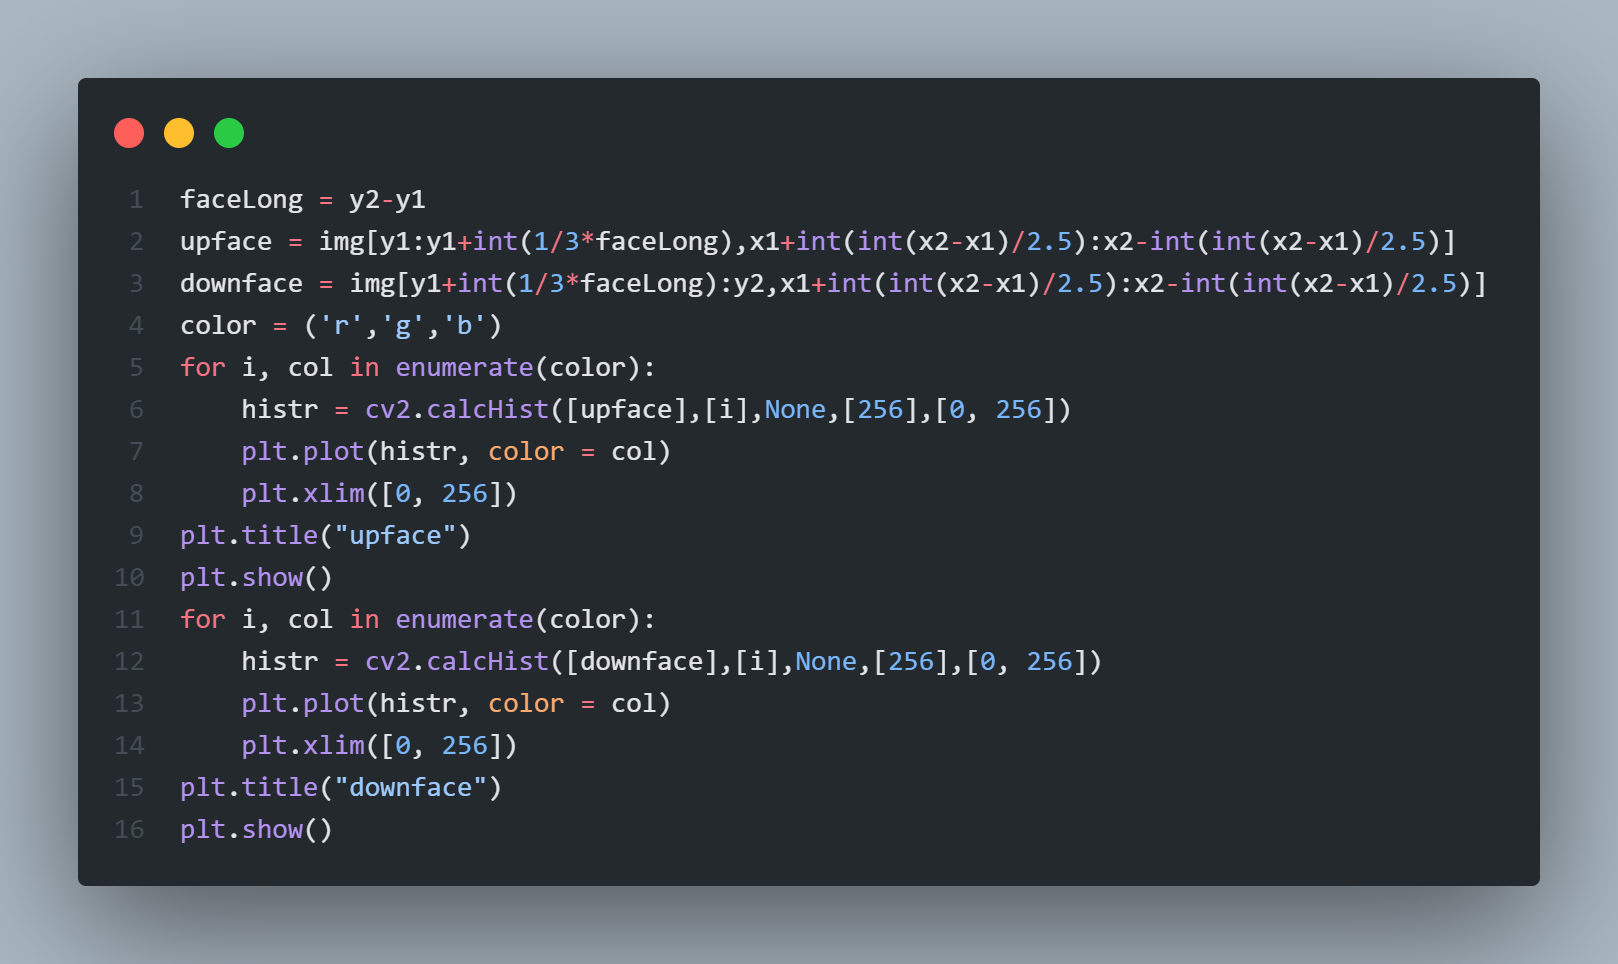 1 faceLong = y2-y1
2 upface = img[y1:y1+int(1/3*faceLong),x1+int(int(x2-x1)/2.5):x2-int(int(x2-x1)/2.5)]
3 downface = img[y1+int(1/3*faceLong):y2,x1+int(int(x2-x1)/2.5):x2-int(int(x2-x1)/2.5)]
4 color = ('r','g','b')
5 for i, col in enumerate(color):
6     histr = cv2.calcHist([upface],[i],None,[256],[0, 256])
7     plt.plot(histr, color = col)
8     plt.xlim([0, 256])
9 plt.title("upface")
10 plt.show()
11 for i, col in enumerate(color):
12     histr = cv2.calcHist([downface],[i],None,[256],[0, 256])
13     plt.plot(histr, color = col)
14     plt.xlim([0, 256])
15 plt.title("downface")
16 plt.show()